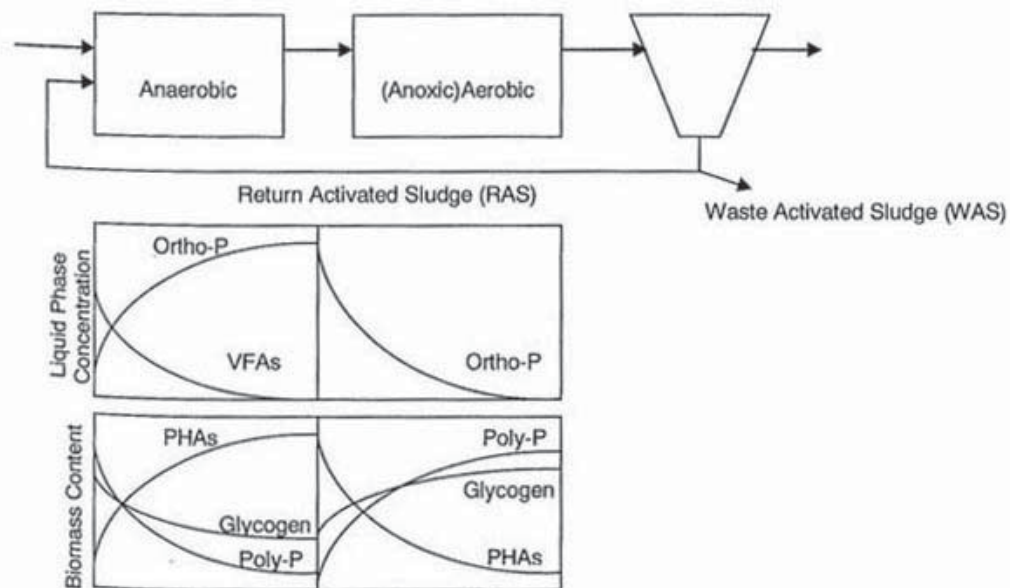 Anaerobic
(Anoxic)Aerobic
Return Activated Sludge (RAS)
Waste Activated Sludge (WAS)
Liquid Phase
Concentration
Ortho-P
VFAs
Ortho-P
Biomass Content
PHAs
Glycogen
Poly-P
Poly-P
Glycogen
PHAs